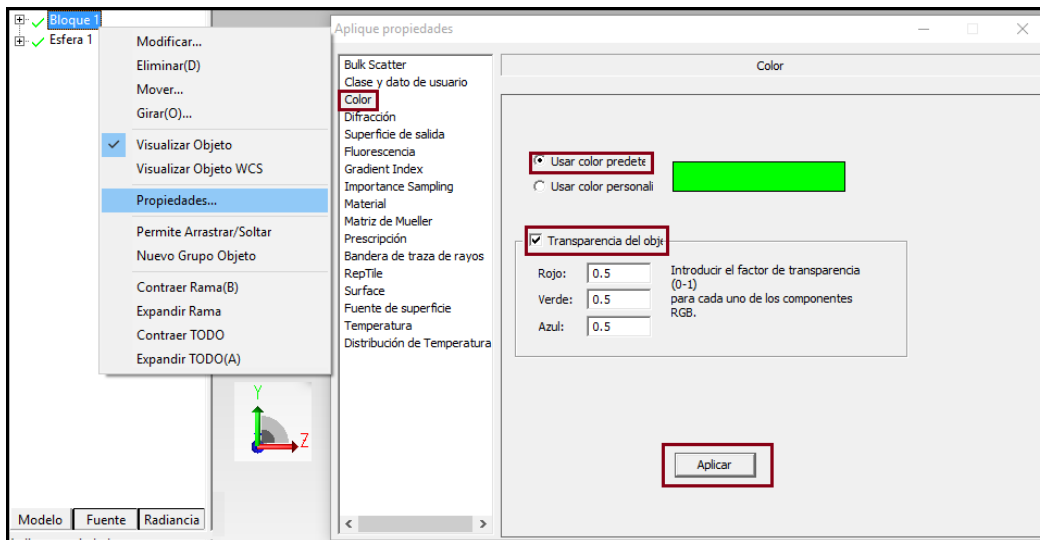 Bloque 1
Esfera 1
Modificar...
Eliminar(D)
Mover...
Girar(O)...
Visualizar Objeto
Visualizar Objeto WCS
Propiedades...
Permite Arrastrar/Soltar
Nuevo Grupo Objeto
Contraer Rama(B)
Expandir Rama
Contraer TODO
Expandir TODO(A)
Y
Z
Modelo
Fuente
Radiancia
Aplique propiedades
Bulk Scatter
Clase y dato de usuario
Color
Difracción
Superficie de salida
Fluorescencia
Gradient Index
Importance Sampling
Material
Matriz de Mueller
Prescripción
Bandera de traza de rayos
RepTile
Surface
Fuente de superficie
Temperatura
Distribución de Temperatura
Color
Usar color predete
Usar color personali
Transparencia del obje
Rojo: 0.5
Verde: 0.5
Azul: 0.5
Introducir el factor de transparencia
(0-1)
para cada uno de los componentes
RGB.
Aplicar